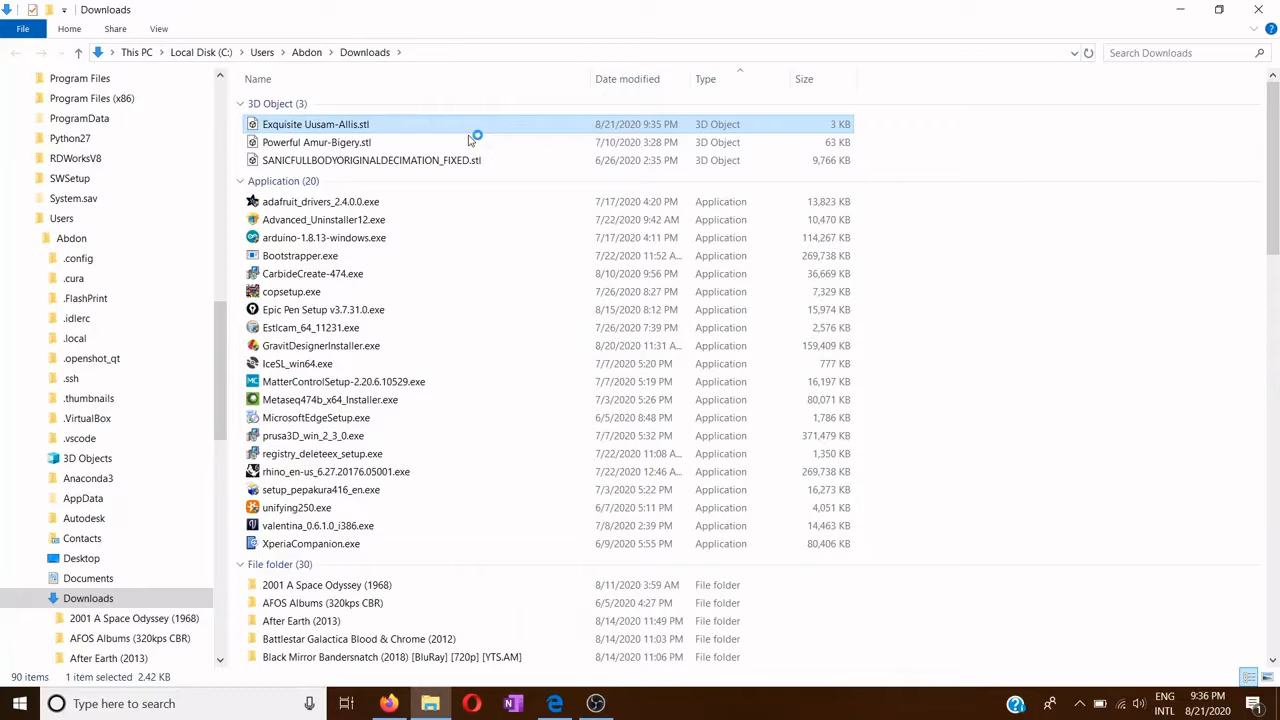 Downloads
File
Home
Share
View
This PC
Local Disk (C:)
Users
Abdon
Downloads
Search Downloads
Program Files
Program Files (x86)
ProgramData
Python27
RDWorksV8
SWSetup
System.sav
Users
Abdon
.config
.cura
.FlashPrint
.idlerc
.local
.openshot_qt
.ssh
.thumbnails
.VirtualBox
.vscode
3D Objects
Anaconda3
AppData
Autodesk
Contacts
Desktop
Documents
Downloads
2001 A Space Odyssey (1968)
AFOS Albums (320kps CBR)
After Earth (2013)
Name Date modified Type Size
3D Object (3)
Exquisite Uusam-Allis.stl 8/21/2020 9:35 PM 3D Object 3 KB
Powerful Amur-Bigery.stl 7/10/2020 3:28 PM 3D Object 63 KB
SANICFULLBODYORIGINALDECIMATION_FIXED.stl 6/26/2020 2:35 PM 3D Object 9,766 KB
Application (20)
adafruit_drivers_2.4.0.0.exe 7/17/2020 4:20 PM Application 13,823 KB
Advanced_Uninstaller12.exe 7/22/2020 9:42 AM Application 10,470 KB
arduino-1.8.13-windows.exe 7/17/2020 4:11 PM Application 114,267 KB
Bootstrapper.exe 7/22/2020 11:52 A... Application 269,738 KB
CarbideCreate-474.exe 8/10/2020 9:56 PM Application 36,669 KB
copsetup.exe 7/26/2020 8:27 PM Application 7,329 KB
Epic Pen Setup v3.7.31.0.exe 8/15/2020 8:12 PM Application 15,974 KB
Estlcam_64_11231.exe 7/26/2020 7:39 PM Application 2,576 KB
GravitDesignerInstaller.exe 8/20/2020 11:31 A... Application 159,409 KB
IceSL_win64.exe 7/7/2020 5:20 PM Application 777 KB
MatterControlSetup-2.20.6.10529.exe 7/7/2020 5:19 PM Application 16,197 KB
Metaseq474b_x64_Installer.exe 7/3/2020 5:26 PM Application 80,071 KB
MicrosoftEdgeSetup.exe 6/5/2020 8:48 PM Application 1,786 KB
prusa3D_win_2_3_0.exe 7/7/2020 5:32 PM Application 371,479 KB
registry_deleteex_setup.exe 7/22/2020 11:08 A... Application 1,350 KB
rhino_en-us_6.27.20176.05001.exe 7/22/2020 12:46 A... Application 269,738 KB
setup_pepakura416_en.exe 7/3/2020 5:22 PM Application 16,273 KB
unifying250.exe 6/7/2020 5:11 PM Application 4,051 KB
valentina_0.6.1.0_i386.exe 7/8/2020 2:39 PM Application 14,463 KB
XperiaCompanion.exe 6/9/2020 5:55 PM Application 80,406 KB
File folder (30)
2001 A Space Odyssey (1968) 8/11/2020 3:59 AM File folder
AFOS Albums (320kps CBR) 6/5/2020 4:27 PM File folder
After Earth (2013) 8/14/2020 11:49 PM File folder
Battlestar Galactica Blood & Chrome (2012) 8/14/2020 11:03 PM File folder
Black Mirror Bandersnatch (2018) [BluRay] [720p] [YTS.AM] 8/14/2020 11:06 PM File folder
90 items 1 item selected 2.42 KB
Type here to search
ENG
INTL
9:36 PM
8/21/2020
1